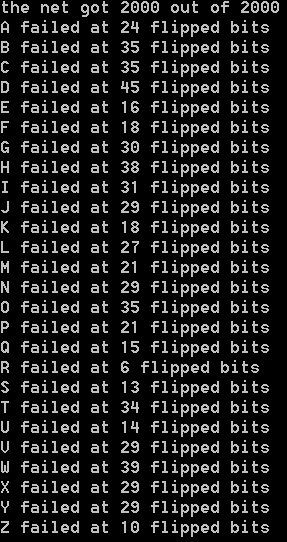 the net got 2000 out of 2000
A failed at 24 flipped bits
B failed at 35 flipped bits
C failed at 35 flipped bits
D failed at 45 flipped bits
E failed at 16 flipped bits
F failed at 18 flipped bits
G failed at 30 flipped bits
H failed at 38 flipped bits
I failed at 31 flipped bits
J failed at 29 flipped bits
K failed at 18 flipped bits
L failed at 27 flipped bits
M failed at 21 flipped bits
N failed at 29 flipped bits
O failed at 35 flipped bits
P failed at 21 flipped bits
Q failed at 15 flipped bits
R failed at 6 flipped bits
S failed at 13 flipped bits
T failed at 34 flipped bits
U failed at 14 flipped bits
V failed at 29 flipped bits
W failed at 39 flipped bits
X failed at 29 flipped bits
Y failed at 29 flipped bits
Z failed at 10 flipped bits